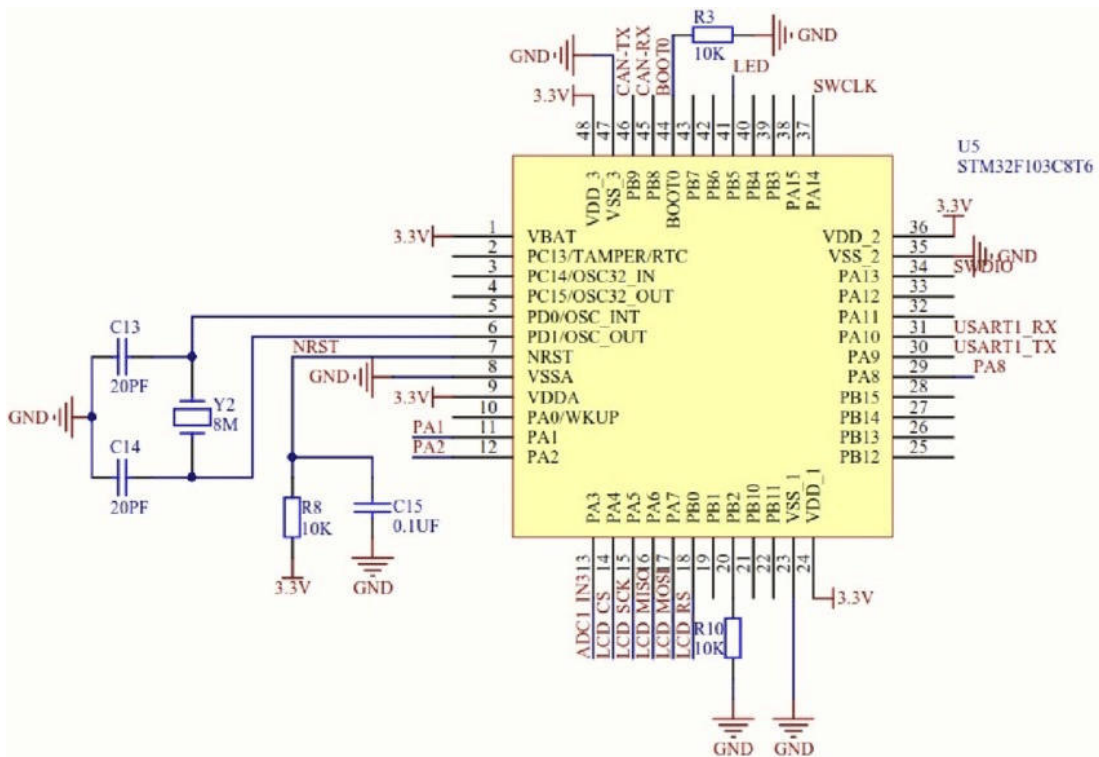 R3
GND
10K
GND
CAN-TX
CAN-RX
BOOT0
LED
3.3V
SWCLK
48
47
46
45
44
43
42
41
40
39
38
37
U5
STM32F103C8T6
VDD_3
VSS_3
PB9
PB8
BOOT0
PB7
PB6
PB5
PB4
PB3
PA15
PA14
3.3V
3.3V 1 VBAT
VDD_2 36
2 PC13/TAMPER/RTC
VSS_2 35 GND
3 PC14/OSC32_IN
PA13 34 SWDIO
4 PC15/OSC32_OUT
PA12 33
5 PD0/OSC_INT
PA11 32
6 PD1/OSC_OUT
PA10 31 USART1_RX
NRST 7 NRST
PA9 30 USART1_TX
GND 8 VSSA
PA8 29 PA8
3.3V 9 VDDA
PB15 28
10 PA0/WKUP
PB14 27
PA1 11 PA1
PB13 26
PA2 12 PA2
PB12 25
C13
20PF
GND
Y2
8M
C14
20PF
R8
10K
3.3V
C15
0.1UF
GND
PA3
PA4
PA5
PA6
PA7
PB0
PB1
PB2
PB10
PB11
VSS_1
VDD_1
ADC1_IN3 13
LCD_CS 14
LCD_SCK 15
LCD_MISO 16
LCD_MOSI 17
LCD_RS 18
19
20
21
22
23
24
3.3V
R10
10K
GND
GND